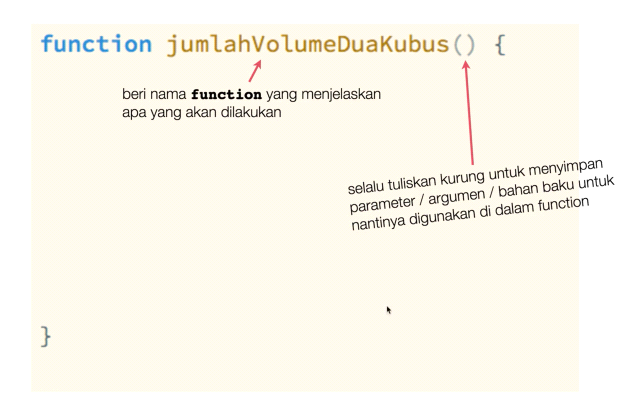 function jumlahVolumeDuaKubus() {
beri nama function yang menjelaskan
apa yang akan dilakukan
selalu tuliskan kurung untuk menyimpan
parameter / argumen / bahan baku untuk
nantinya digunakan di dalam function
}